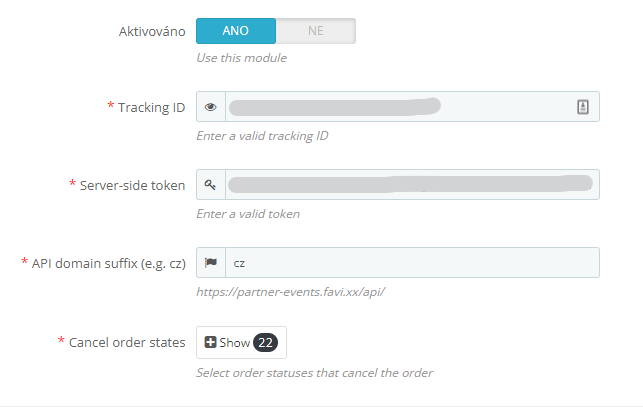 Aktivováno ANO NE
Use this module
* Tracking ID
Enter a valid tracking ID
* Server-side token
Enter a valid token
* API domain suffix (e.g. cz) cz
https://partner-events.favi.xx/api/
* Cancel order states Show 22
Select order statuses that cancel the order